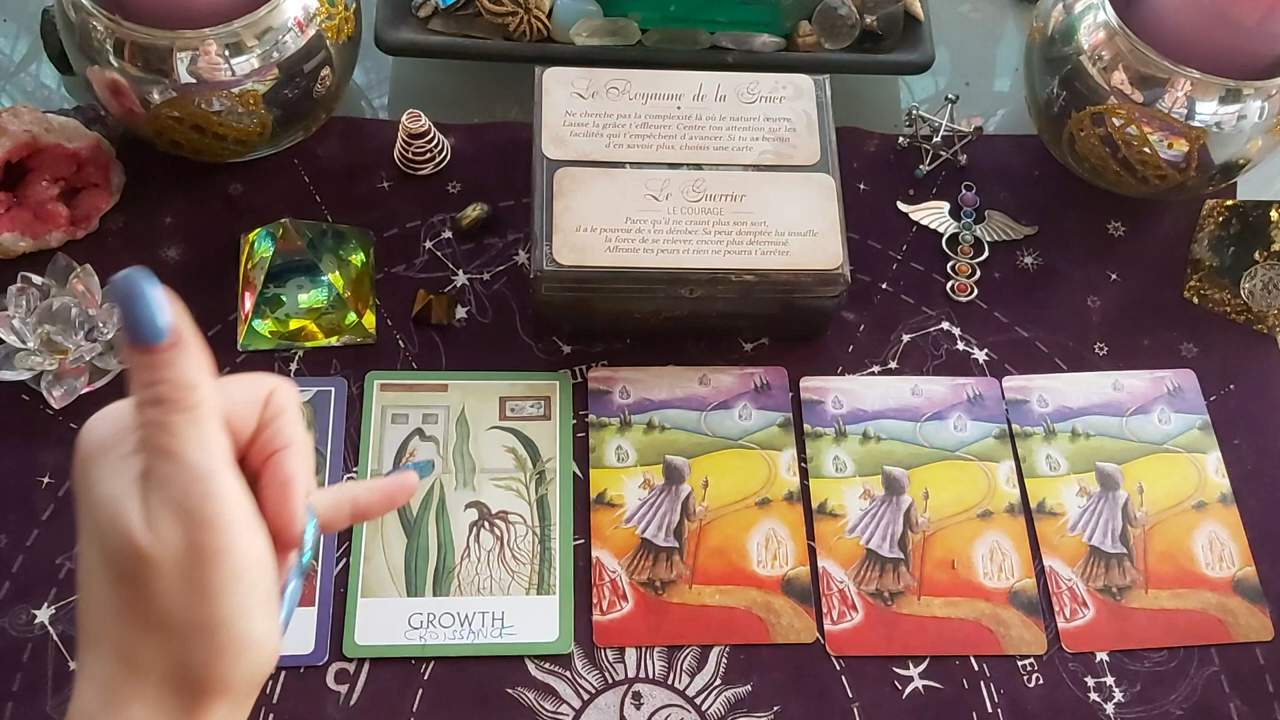 Le Royaume de la Grâce
Ne cherche pas la complexité là où le naturel œuvre.
Laisse la grâce t'effleurer. Centre ton attention sur les
facilités qui t'empêchent d'avancer. Si tu as besoin
d'en savoir plus, choisis une carte.
Le Guerrier
LE COURAGE
Parce qu'il ne craint plus son sort,
il a le pouvoir de s'en dérober. Sa peur domptée lui insuffle
la force de se relever, encore plus déterminé.
Affronte tes peurs et rien ne pourra t'arrêter.
GROWTH
CROISSANCE